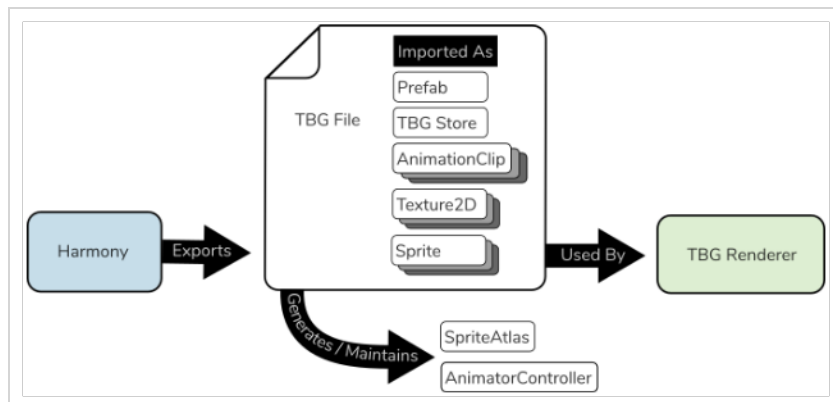 Imported As
Prefab
TBG File
TBG Store
AnimationClip
Texture2D
Sprite
Harmony
Exports
Used By
TBG Renderer
Generates / Maintains
SpriteAtlas
AnimatorController